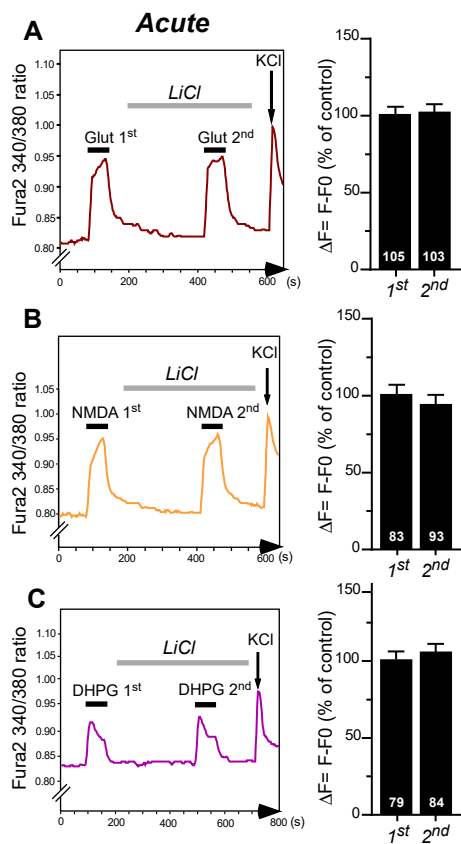 Acute
A
Fura2 340/380 ratio
1.10
1.05
1.00
0.95
0.90
0.85
0.80
LiCl
KCl
Glut 1st
Glut 2nd
0
200
400
600
(s)
ΔF= F-F0 (% of control)
150
100
50
0
105
103
1st
2nd
B
Fura2 340/380 ratio
1.10
1.05
1.00
0.95
0.90
0.85
0.80
LiCl
KCl
NMDA 1st
NMDA 2nd
0
200
400
600
(s)
ΔF= F-F0 (% of control)
150
100
50
0
83
93
1st
2nd
C
Fura2 340/380 ratio
1.10
1.05
1.00
0.95
0.90
0.85
0.80
LiCl
KCl
DHPG 1st
DHPG 2nd
0
200
400
600
800
(s)
ΔF= F-F0 (% of control)
150
100
50
0
79
84
1st
2nd